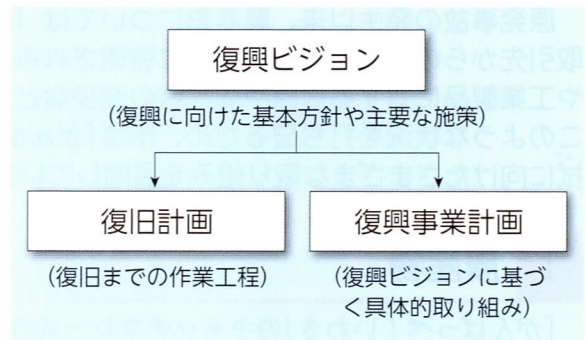 復興ビジョン
(復興に向けた基本方針や主要な施策)
復旧計画
(復旧までの作業工程)
復興事業計画
(復興ビジョンに基づ
く具体的取り組み)